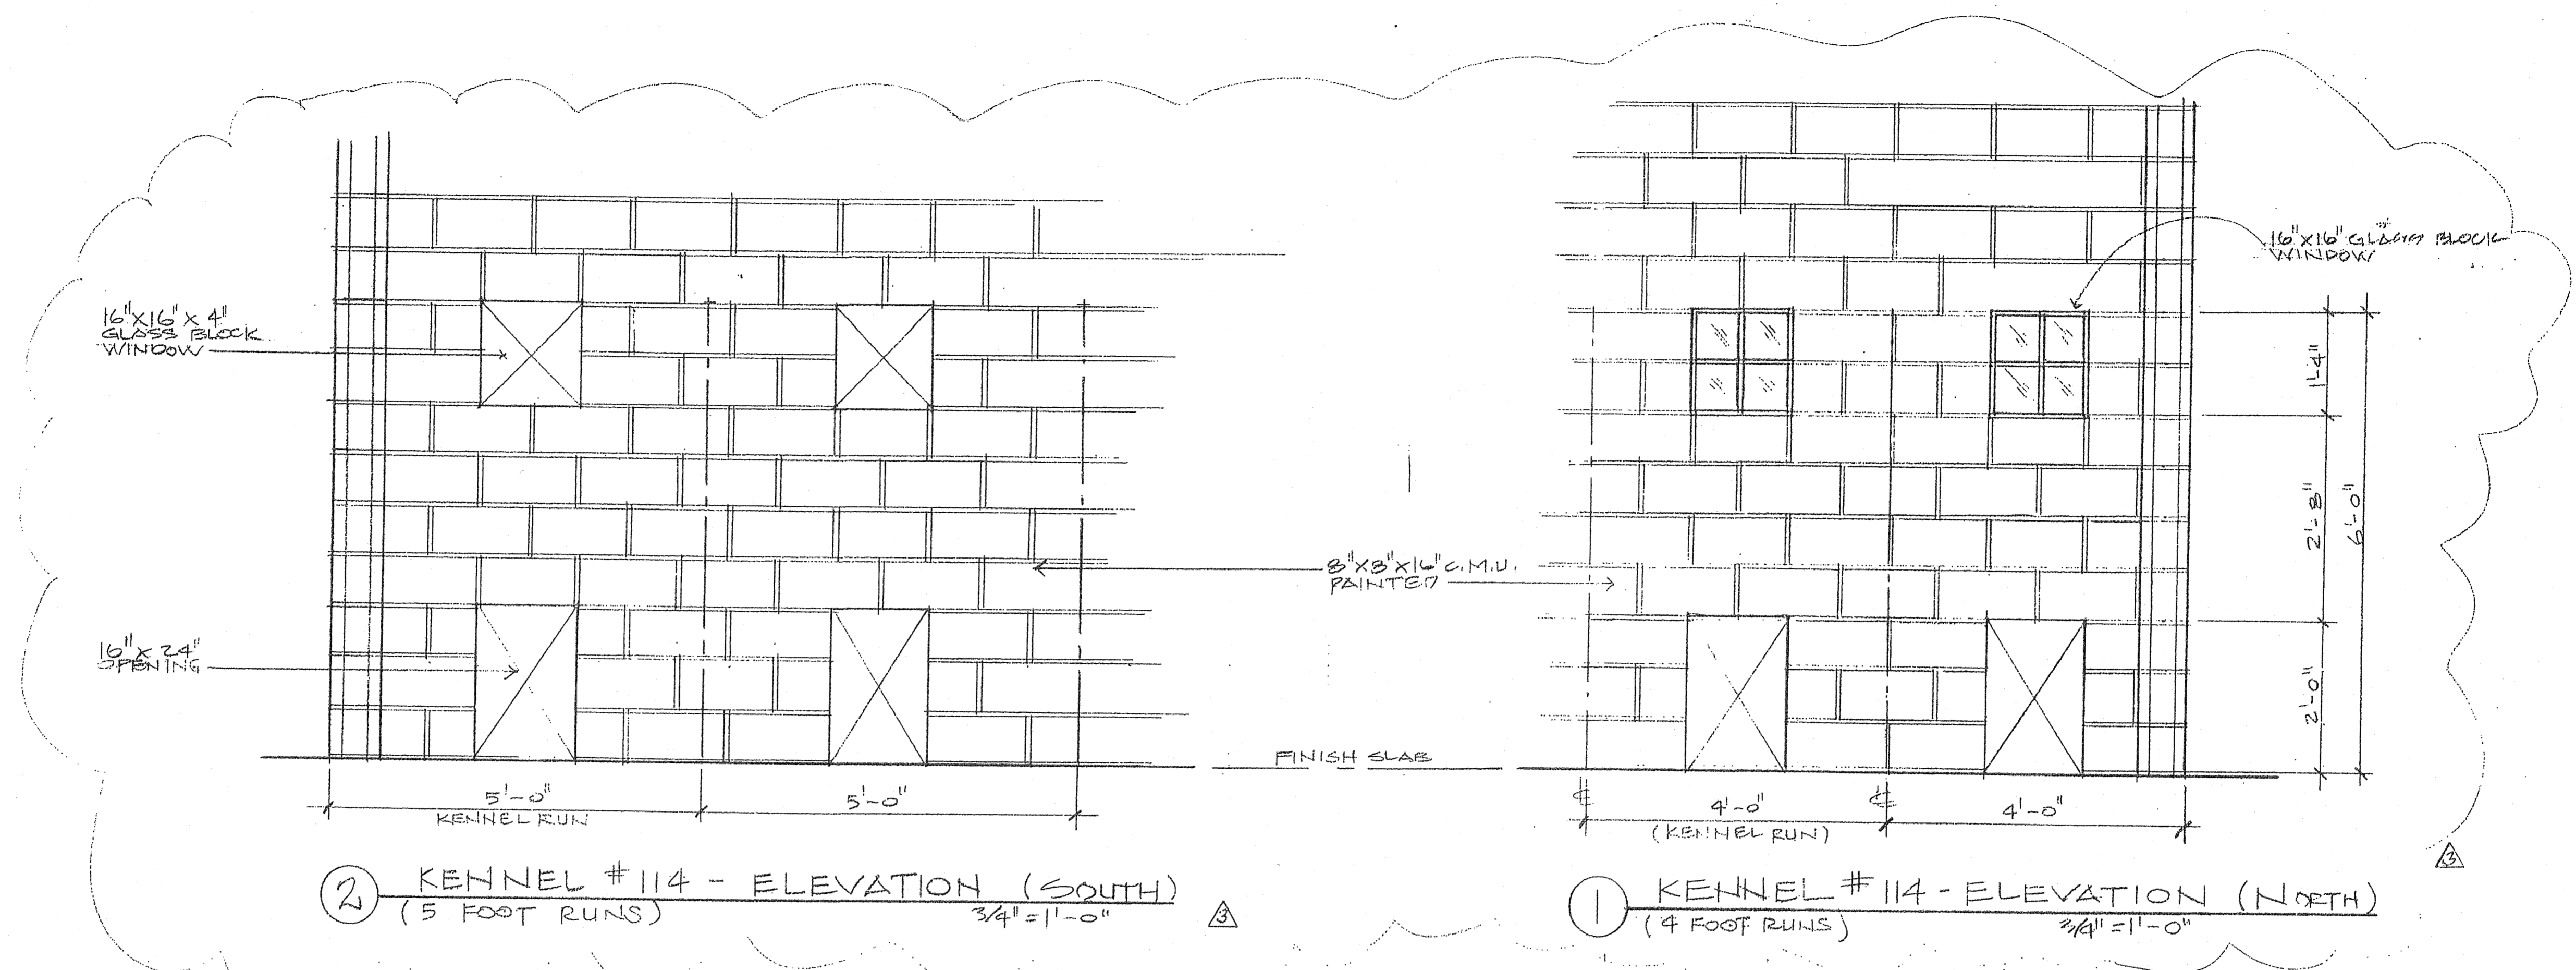 16"X16"X 4"
GLASS BLOCK
WINDOW
16"X 24"
OPENING
5'-0"
5'-0"
KENNEL RUN
2
KENNEL #114 - ELEVATION (SOUTH)
(5 FOOT RUNS)
3/4"=1'-0"
3
8"X8"X16" C.M.U.
PAINTED
FINISH SLAB
16"X16" GLASS BLOCK
WINDOW
1'-4"
2'-8"
6'-0"
2'-0"
℄
℄
4'-0"
4'-0"
(KENNEL RUN)
1
KENNEL #114 - ELEVATION (NORTH)
(4 FOOT RUNS)
3/4"=1'-0"
3